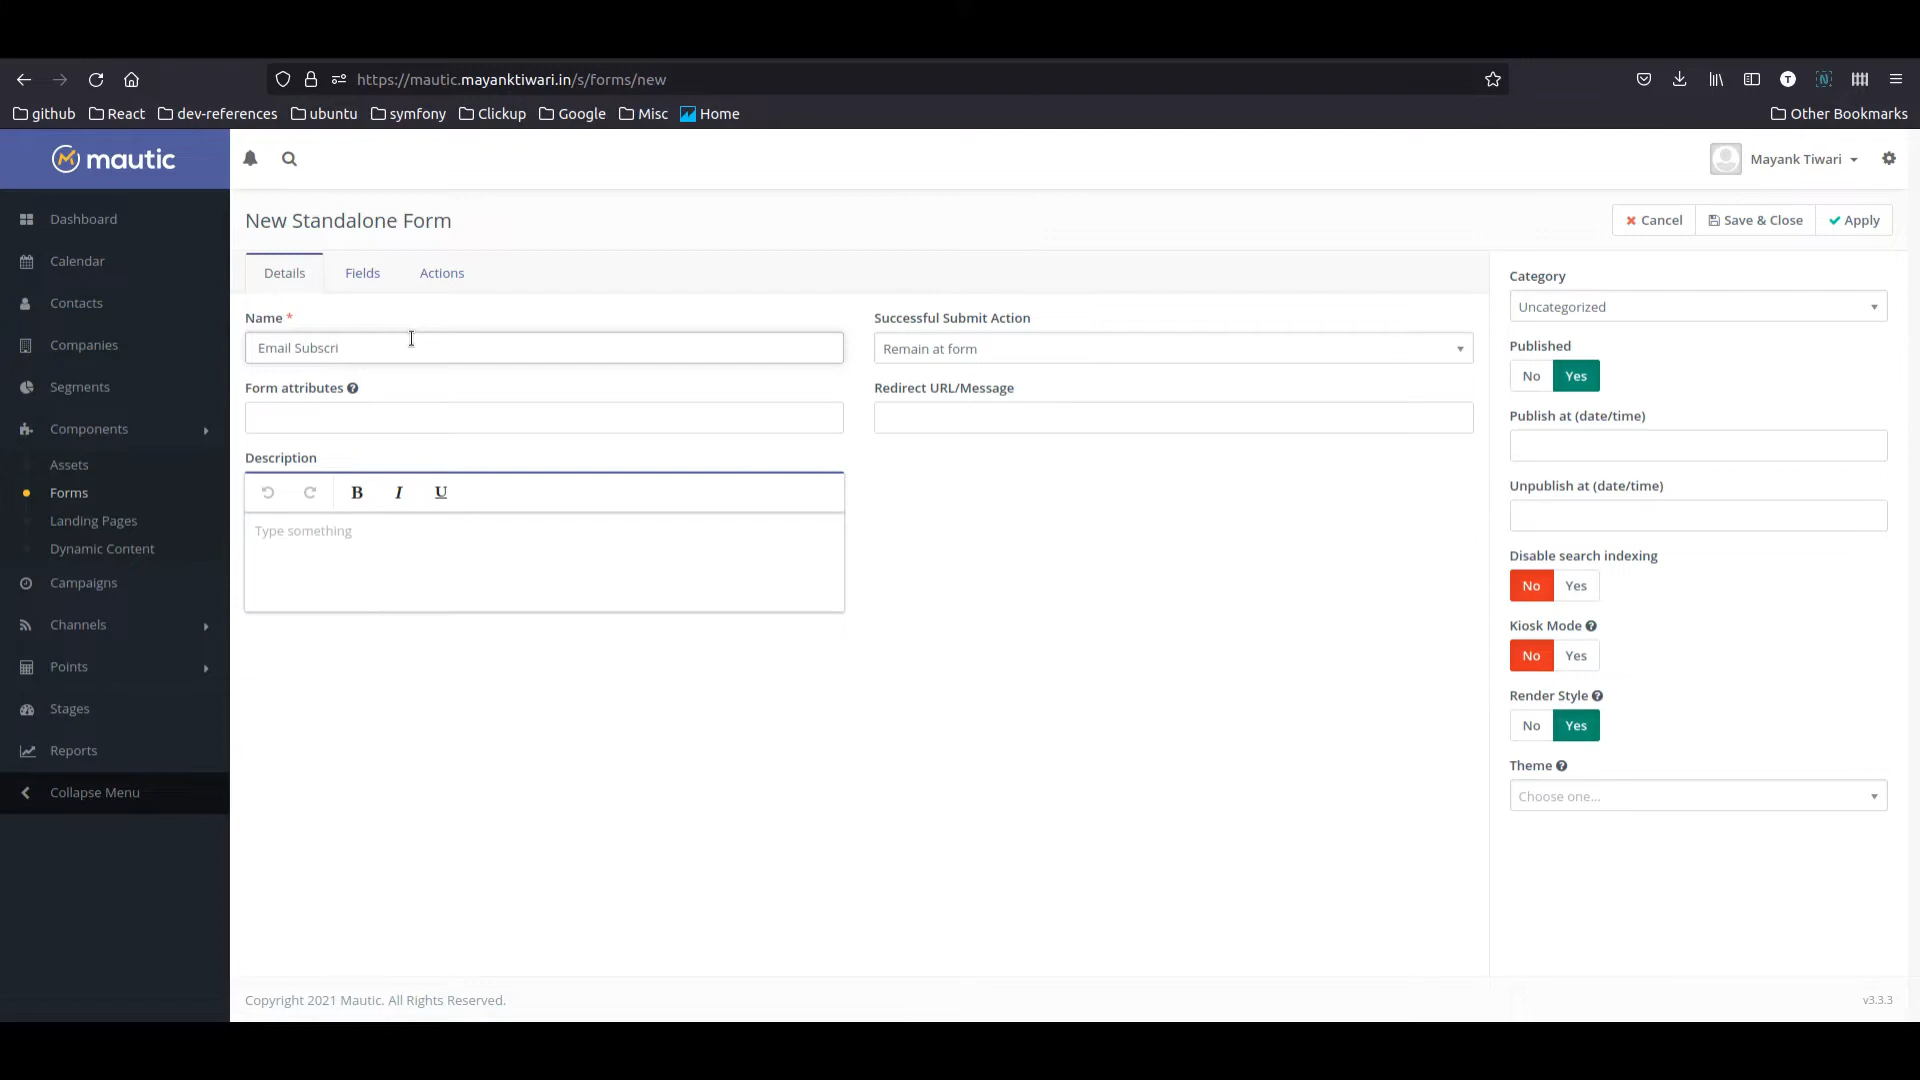 https://mautic.mayanktiwari.in/s/forms/new
github React dev-references ubuntu symfony Clickup Google Misc Home Other Bookmarks
mautic
Mayank Tiwari
Dashboard
Calendar
Contacts
Companies
Segments
Components
Assets
Forms
Landing Pages
Dynamic Content
Campaigns
Channels
Points
Stages
Reports
Collapse Menu
New Standalone Form
Cancel Save & Close Apply
Details Fields Actions
Name *
Email Subscri
Form attributes
Description
B I U
Type something
Successful Submit Action
Remain at form
Redirect URL/Message
Category
Uncategorized
Published
No Yes
Publish at (date/time)
Unpublish at (date/time)
Disable search indexing
No Yes
Kiosk Mode
No Yes
Render Style
No Yes
Theme
Choose one...
Copyright 2021 Mautic. All Rights Reserved.
v3.3.3